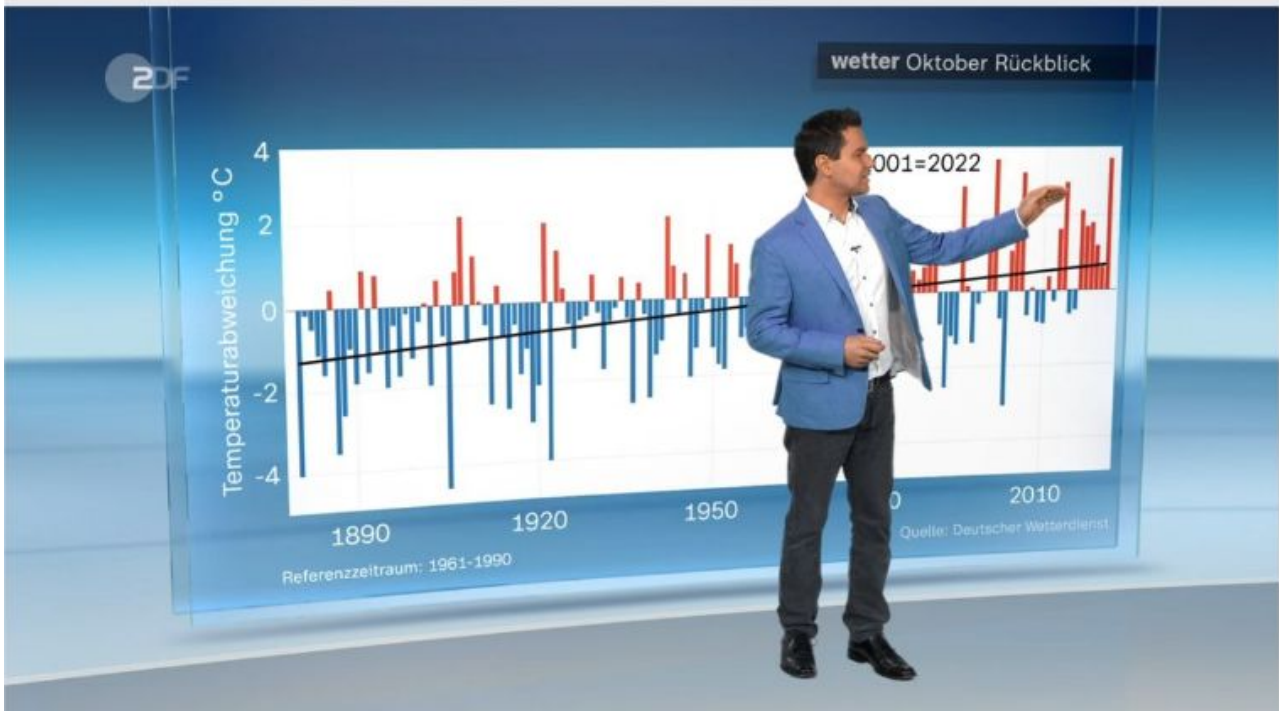 ZDF
wetter Oktober Rückblick
Temperaturabweichung °C
4
2
0
-2
-4
001=2022
1890
1920
1950
0
2010
Referenzzeitraum: 1961-1990
Quelle: Deutscher Wetterdienst